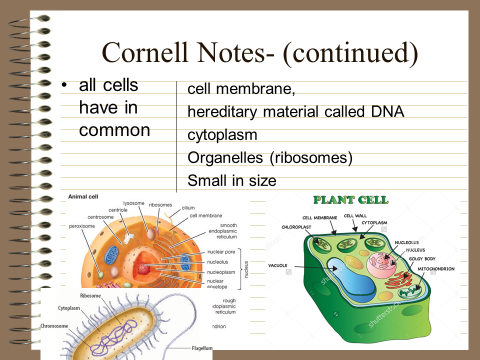 Cornell Notes- (continued)
• all cells
have in
common
cell membrane,
hereditary material called DNA
cytoplasm
Organelles (ribosomes)
Small in size
Animal cell
lysosome
ribosomes
cilium
centriole
cell membrane
centrosome
peroxisome
smooth
endoplasmic
reticulum
nuclear pore
nucleolus
nucleoplasm
nuclear
envelope
nucleus
rough
reticulum
Ribosome
Cytoplasm
Chromosome
Flagellum
PLANT CELL
CELL MEMBRANE
CELL WALL
CYTOPLASM
CHLOROPLAST
NUCLEOLUS
NUCLEUS
GOLGY BODY
MITOCHONDRION
VACUOLE